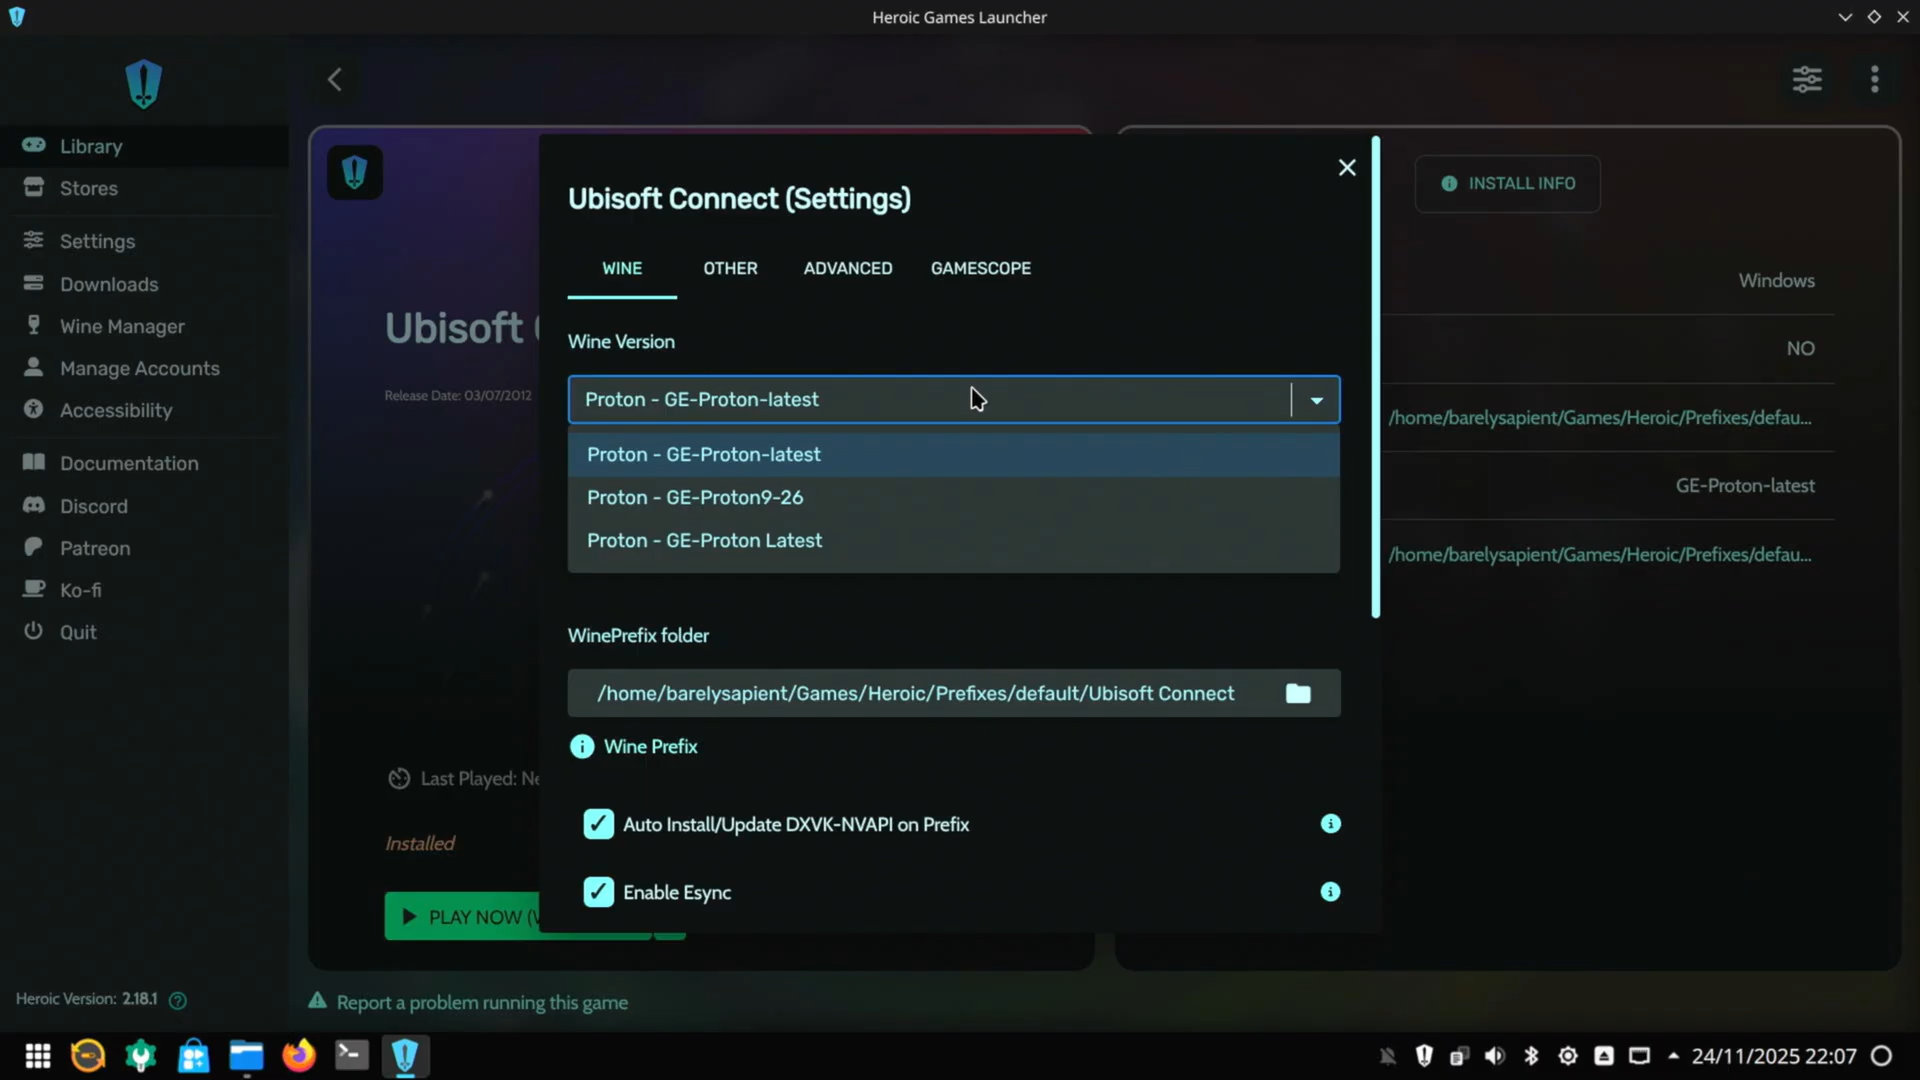 Heroic Games Launcher
Library
Stores
Settings
Downloads
Wine Manager
Manage Accounts
Accessibility
Documentation
Discord
Patreon
Ko-fi
Quit
Heroic Version: 2.18.1
Ubisoft
Release Date: 03/07/2012
Last Played: Ne
Installed
PLAY NOW (
Report a problem running this game
Ubisoft Connect (Settings)
WINE OTHER ADVANCED GAMESCOPE
Wine Version
Proton - GE-Proton-latest
Proton - GE-Proton-latest
Proton - GE-Proton9-26
Proton - GE-Proton Latest
WinePrefix folder
/home/barelysapient/Games/Heroic/Prefixes/default/Ubisoft Connect
Wine Prefix
Auto Install/Update DXVK-NVAPI on Prefix
Enable Esync
INSTALL INFO
Windows
NO
/home/barelysapient/Games/Heroic/Prefixes/defau...
GE-Proton-latest
/home/barelysapient/Games/Heroic/Prefixes/defau...
24/11/2025 22:07